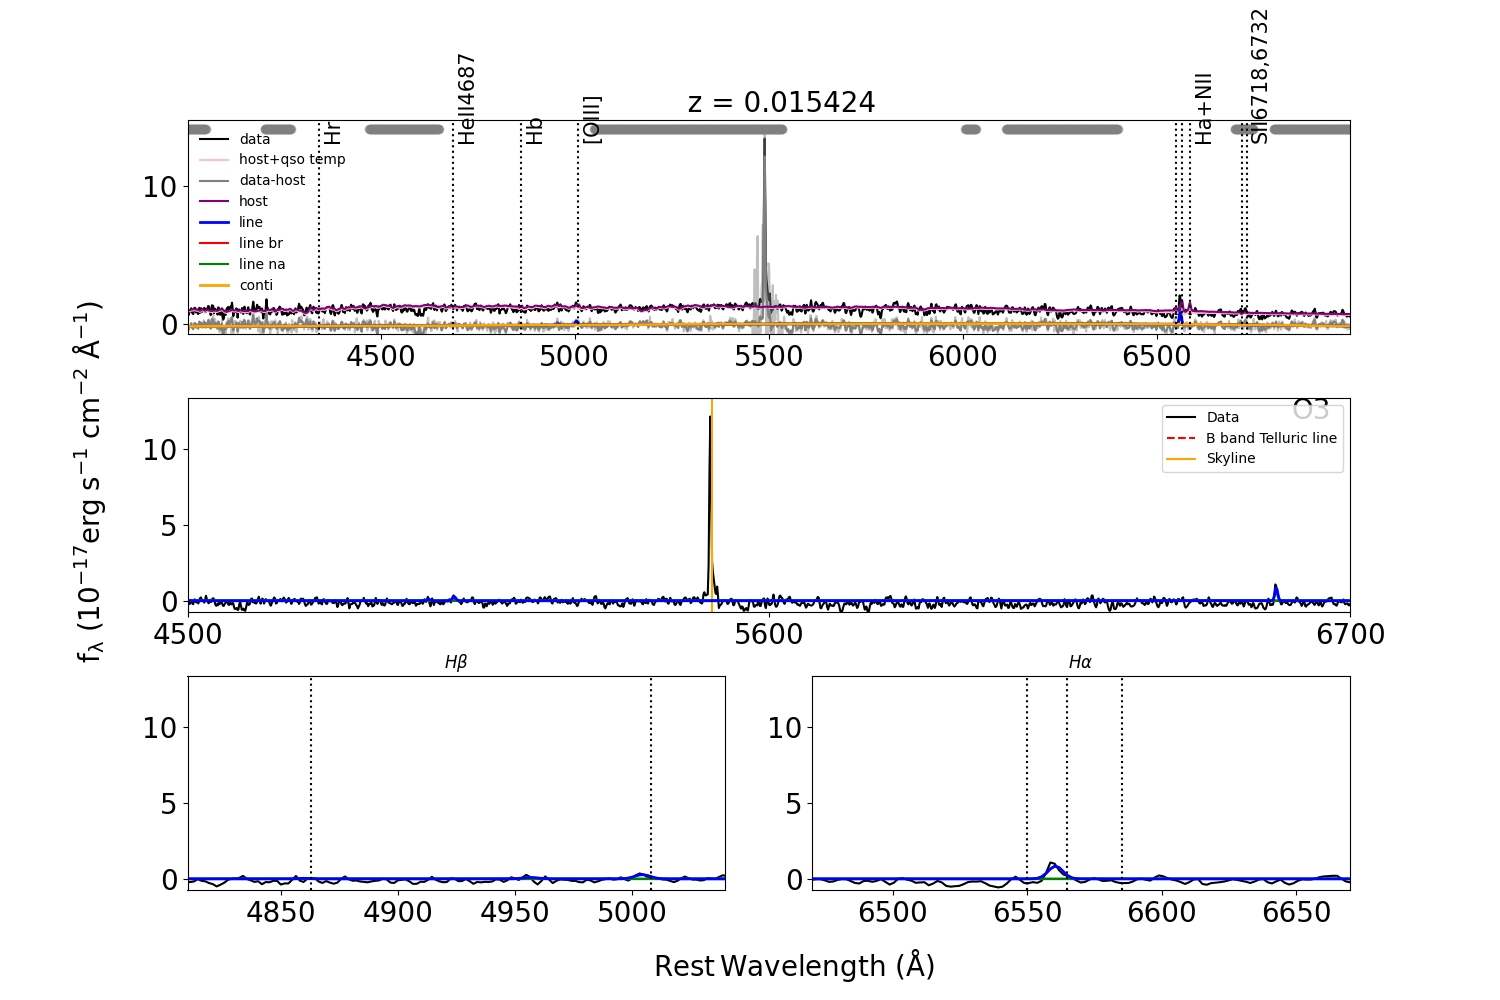 z = 0.015424
Hr
HeII4687
Hb
[OIII]
Ha+NII
SII6718,6732
data
host+qso temp
data-host
host
line
line br
line na
conti
10
0
4500 5000 5500 6000 6500
O3
Data
B band Telluric line
Skyline
10
5
0
4500 5600 6700
fλ (10⁻¹⁷erg s⁻¹ cm⁻² Å⁻¹)
Hβ
10
5
0
4850 4900 4950 5000
Hα
10
5
0
6500 6550 6600 6650
Rest Wavelength (Å)